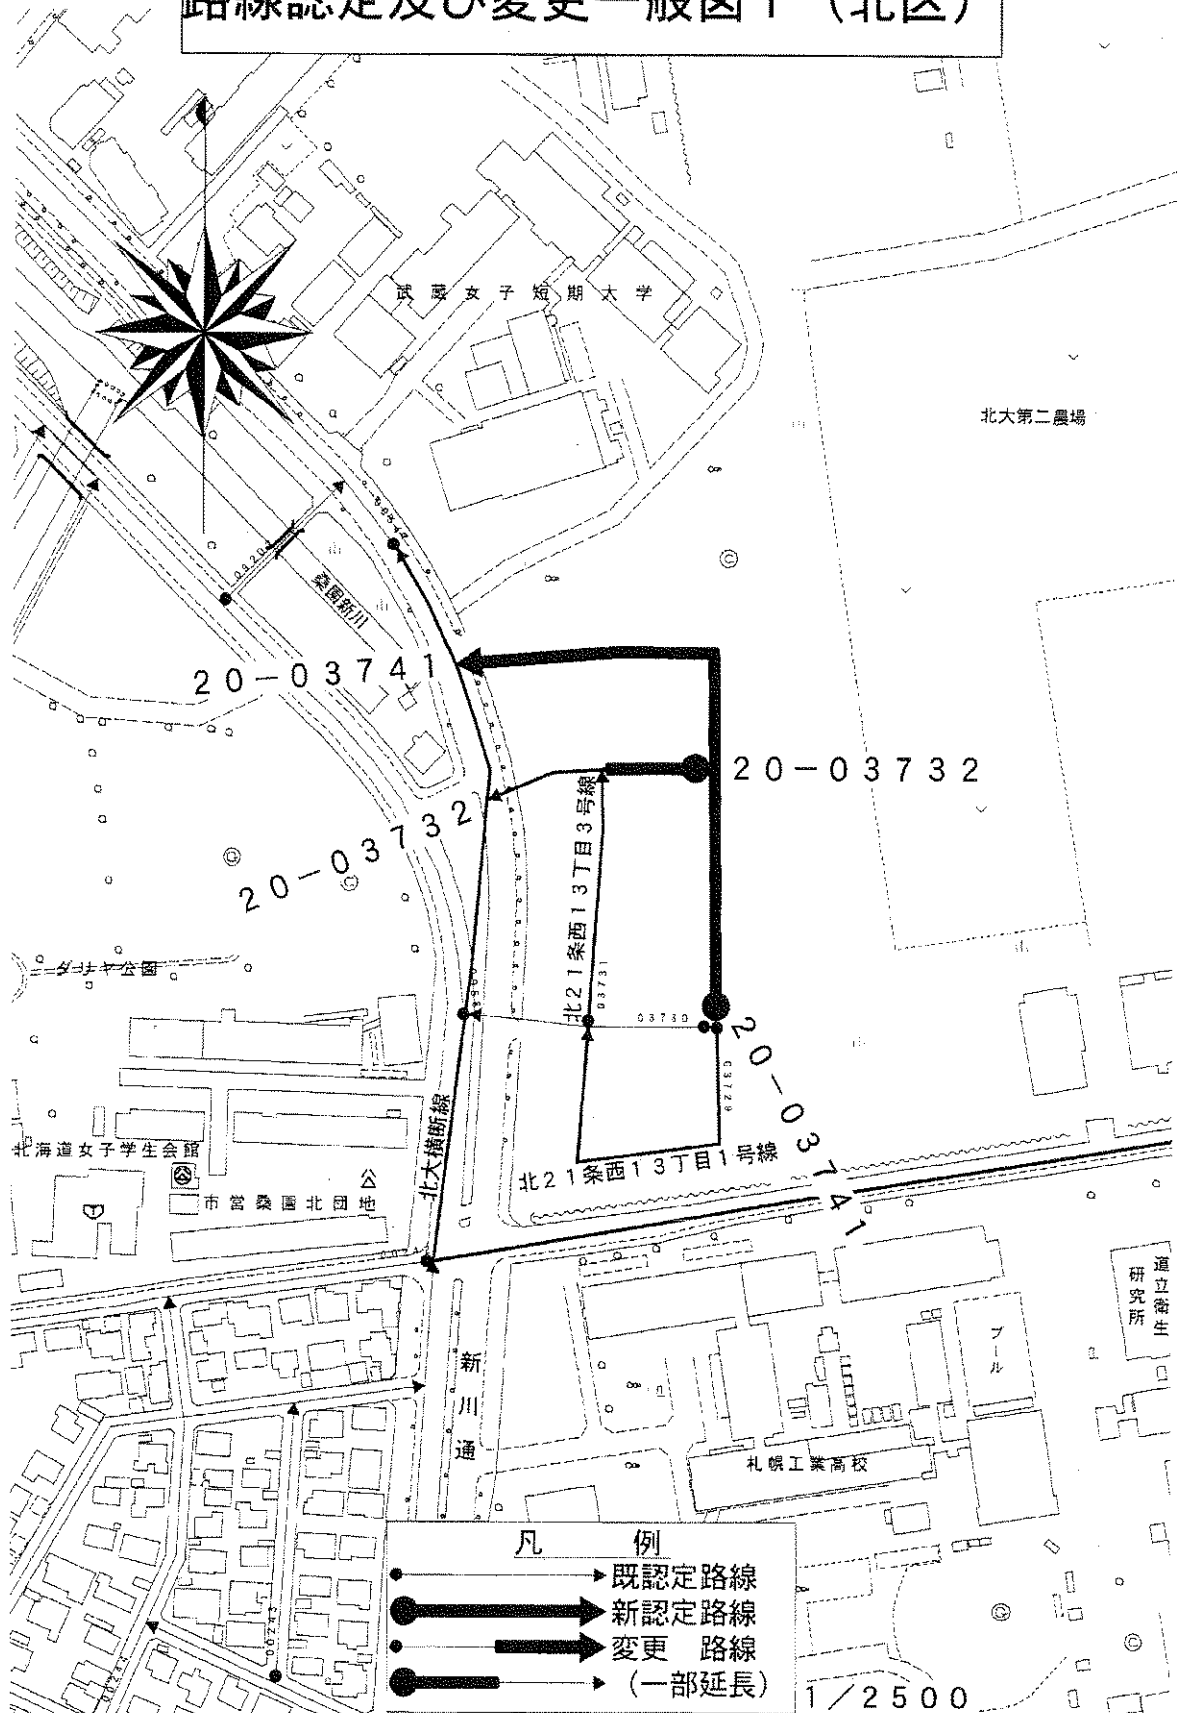 路線認定及び変更一般図１（北区）
武蔵女子短期大学
北大第二農場
桑園新川
２０－０３７４１
２０－０３７３２
２０－０３７３２
北２１条西１３丁目３号線
03731
03730
03729
２０－０３７４１
ダリヤ公園
北大横断線
北海道女子学生会館
公
市営桑園北団地
北２１条西１３丁目１号線
道立衛生
研究所
プール
新川通
札幌工業高校
00243
凡　例
既認定路線
新認定路線
変更　路線
（一部延長）
１／２５００